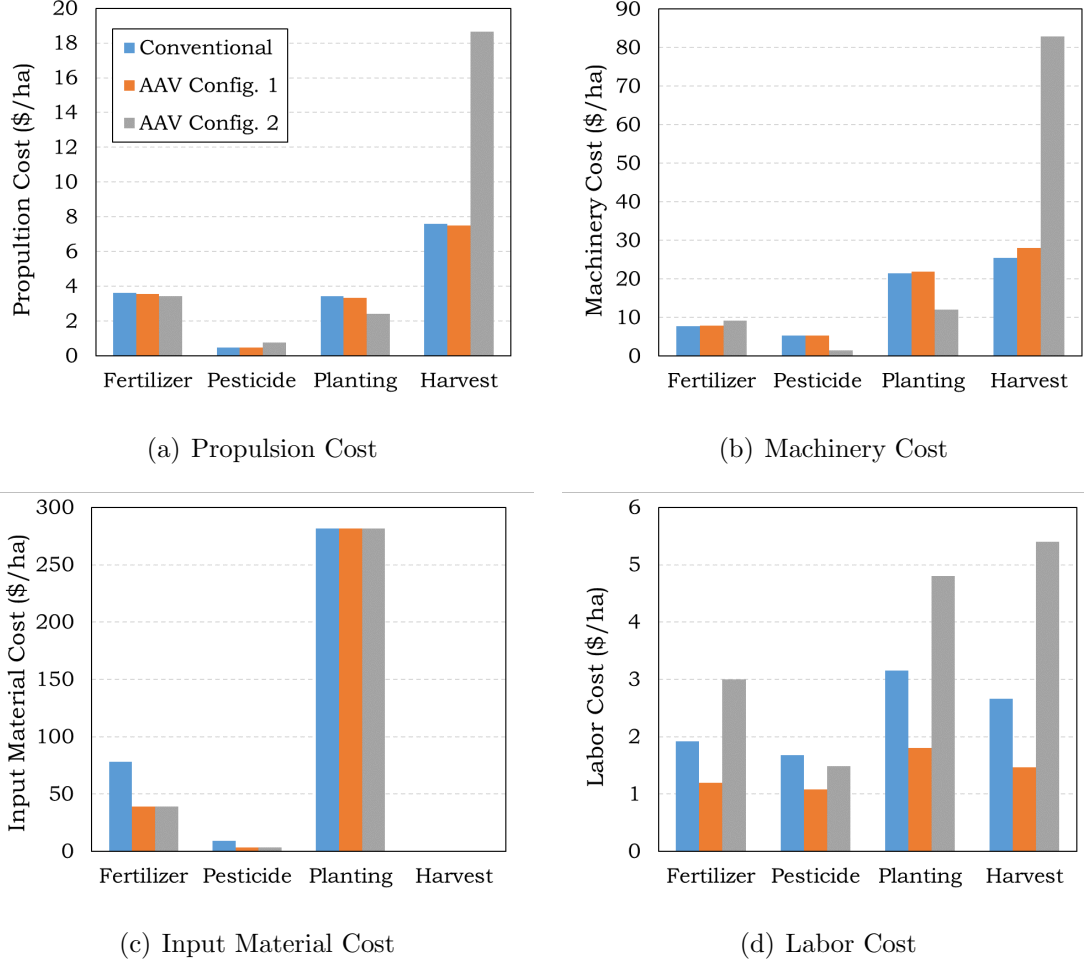 20
18
16
14
12
10
8
6
4
2
0
Propultion Cost ($/ha)
Conventional
AAV Config. 1
AAV Config. 2
Fertilizer Pesticide Planting Harvest
(a) Propulsion Cost
90
80
70
60
50
40
30
20
10
0
Machinery Cost ($/ha)
Fertilizer Pesticide Planting Harvest
(b) Machinery Cost
300
250
200
150
100
50
0
Input Material Cost ($/ha)
Fertilizer Pesticide Planting Harvest
(c) Input Material Cost
6
5
4
3
2
1
0
Labor Cost ($/ha)
Fertilizer Pesticide Planting Harvest
(d) Labor Cost